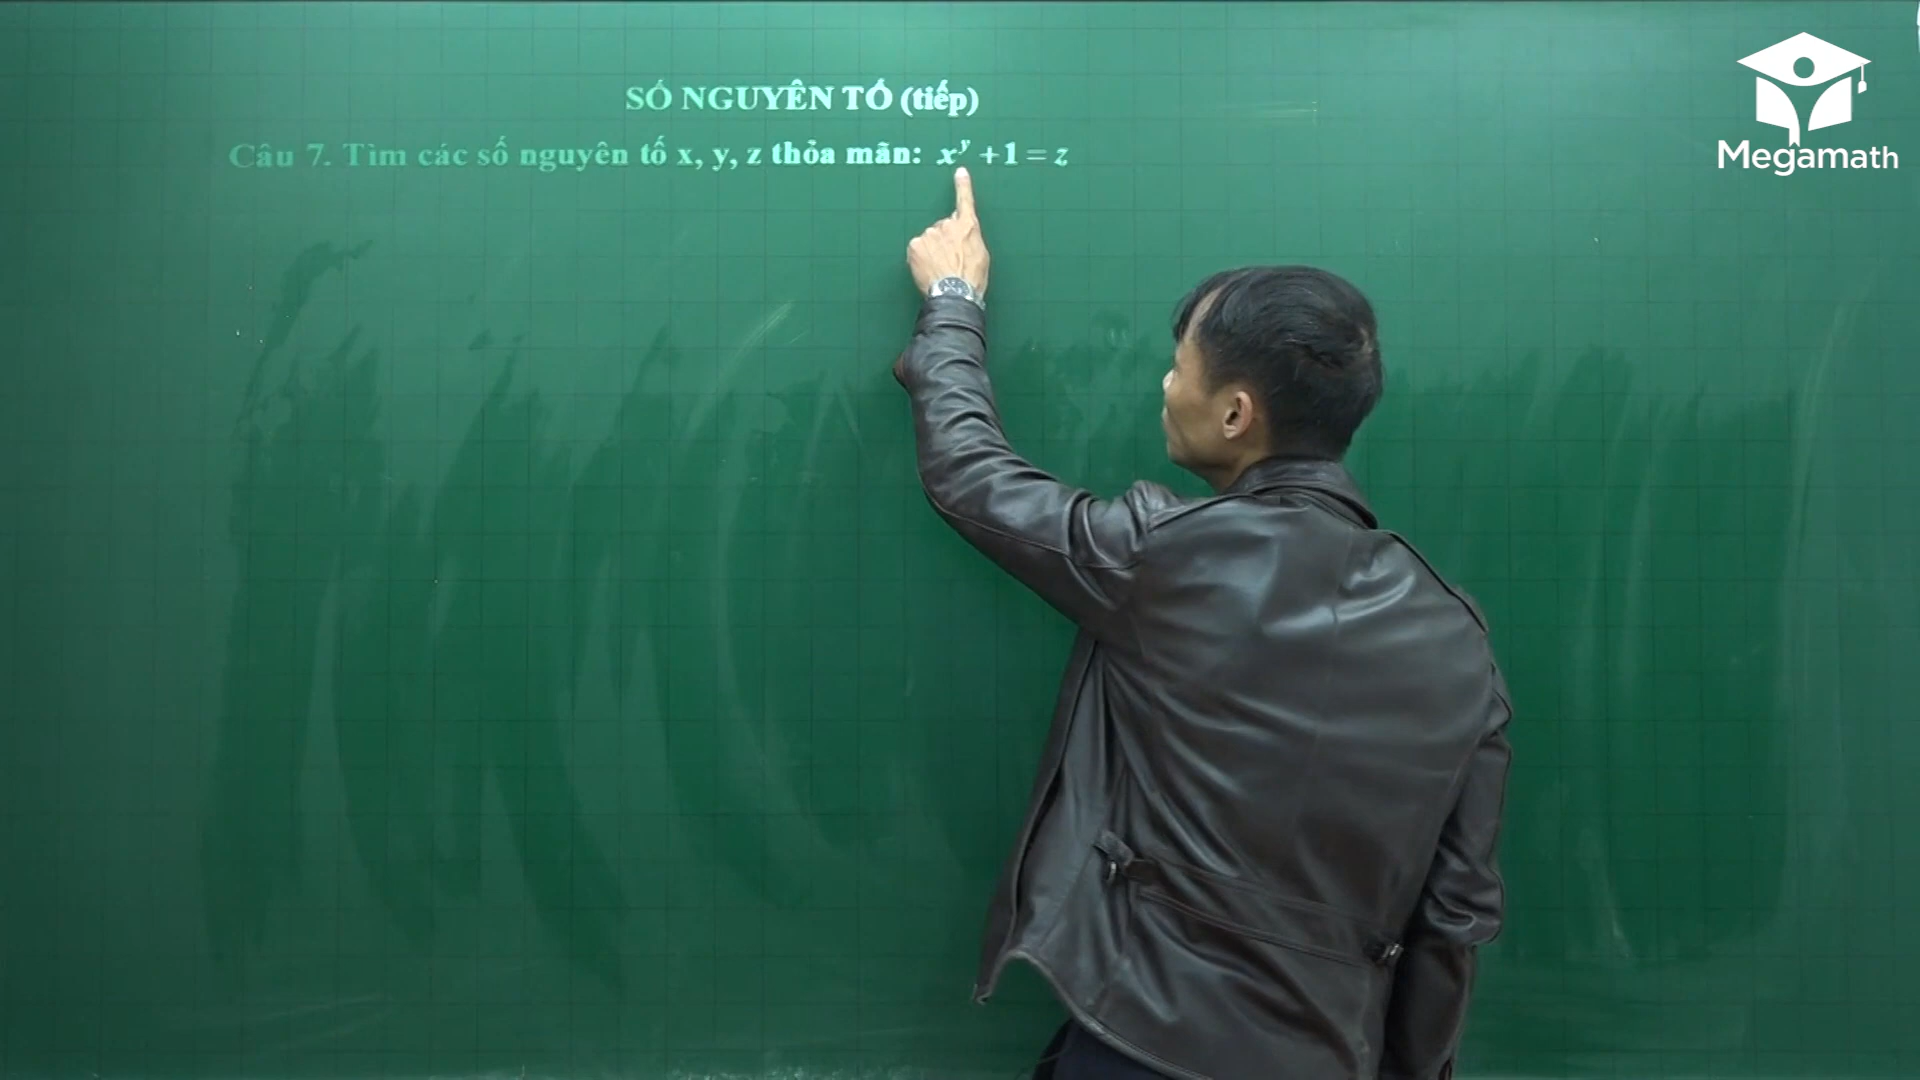 SỐ NGUYÊN TỐ (tiếp)
Câu 7. Tìm các số nguyên tố x, y, z thỏa mãn: x^y + 1 = z
Megamath